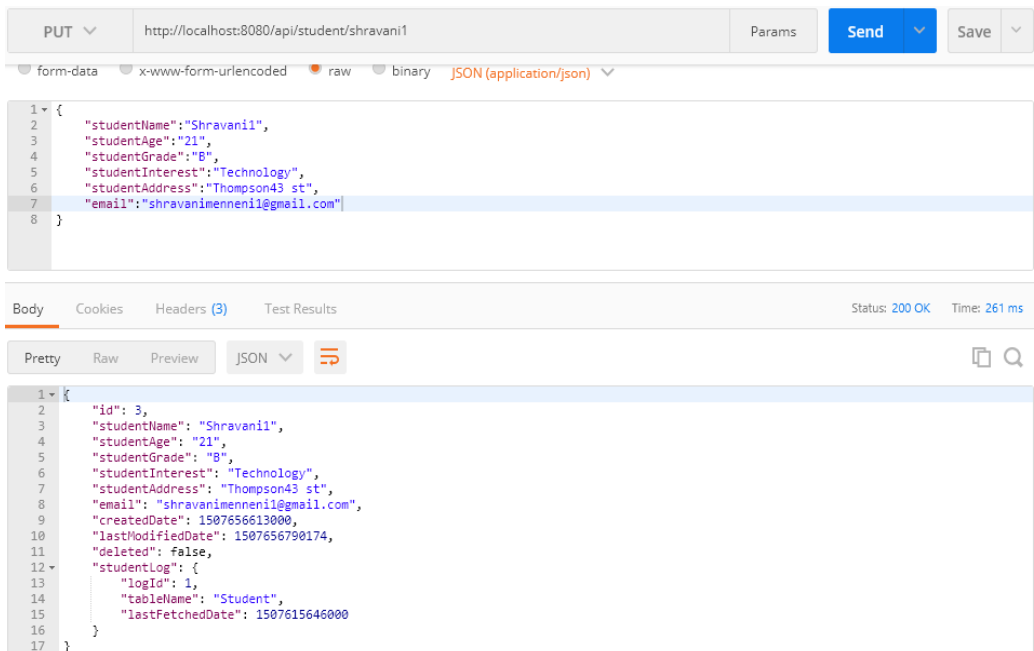 PUT http://localhost:8080/api/student/shravani1 Params Send Save
form-data x-www-form-urlencoded raw binary JSON (application/json)
1 {
2 "studentName":"Shravani1",
3 "studentAge":"21",
4 "studentGrade":"B",
5 "studentInterest":"Technology",
6 "studentAddress":"Thompson43 st",
7 "email":"shravanimenneni1@gmail.com"
8 }
Body Cookies Headers (3) Test Results Status: 200 OK Time: 261 ms
Pretty Raw Preview JSON
1 {
2 "id": 3,
3 "studentName": "Shravani1",
4 "studentAge": "21",
5 "studentGrade": "B",
6 "studentInterest": "Technology",
7 "studentAddress": "Thompson43 st",
8 "email": "shravanimenneni1@gmail.com",
9 "createdDate": 1507656613000,
10 "lastModifiedDate": 1507656790174,
11 "deleted": false,
12 "studentLog": {
13 "logId": 1,
14 "tableName": "Student",
15 "lastFetchedDate": 1507615646000
16 }
17 }